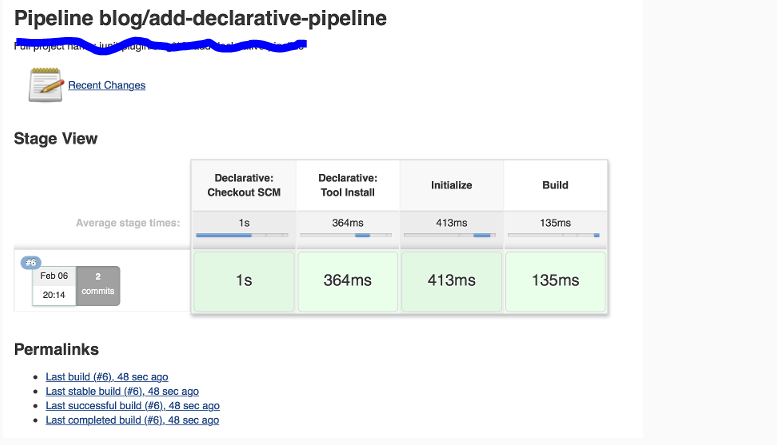 Pipeline blog/add-declarative-pipeline
Full project name:
Recent Changes
Stage View
Declarative: Declarative:
Checkout SCM Tool Install Initialize Build
Average stage times: 1s 364ms 413ms 135ms
#6
Feb 06 2
20:14 commits
1s 364ms 413ms 135ms
Permalinks
Last build (#6), 48 sec ago
Last stable build (#6), 48 sec ago
Last successful build (#6), 48 sec ago
Last completed build (#6), 48 sec ago